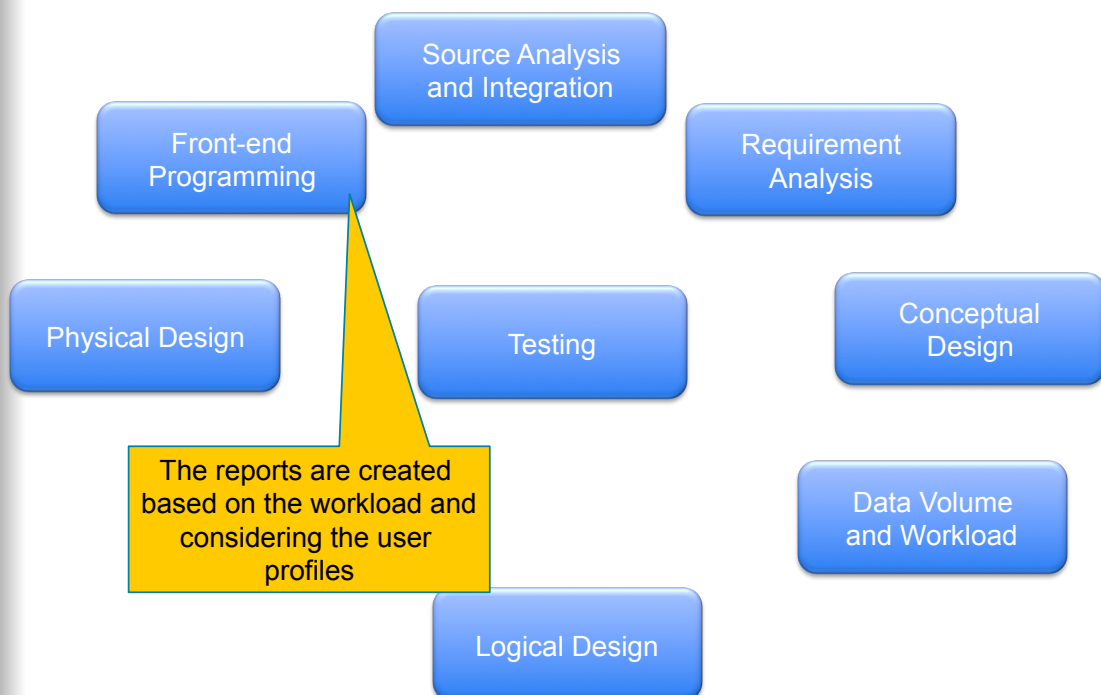 Source Analysis
and Integration
Front-end
Programming
Requirement
Analysis
Physical Design
Testing
Conceptual
Design
The reports are created
based on the workload and
considering the user
profiles
Data Volume
and Workload
Logical Design